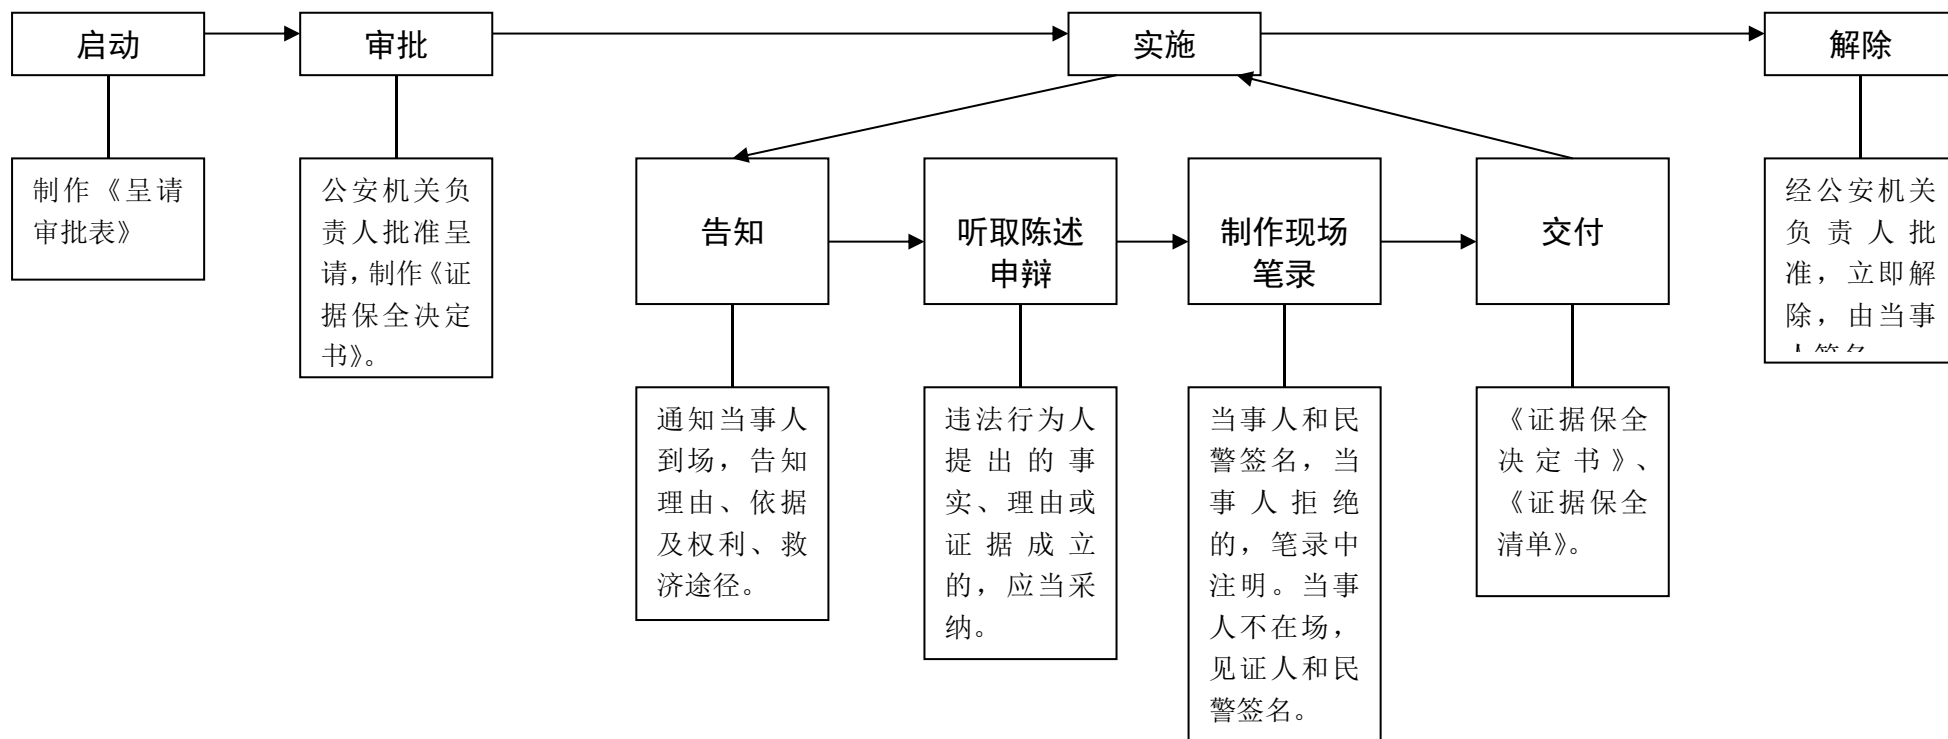 启动
审批
实施
解除
制作《呈请
审批表》
公安机关负
责人批准呈
请，制作《证
据保全决定
书》。
告知
听取陈述
申辩
制作现场
笔录
交付
经公安机关
负责人批
准，立即解
除，由当事
通知当事人
到场，告知
理由、依据
及权利、救
济途径。
违法行为人
提出的事
实、理由或
证据成立
的，应当采
纳。
当事人和民
警签名，当
事人拒绝
的，笔录中
注明。当事
人不在场，
见证人和民
警签名。
《证据保全
决定书》、
《证据保全
清单》。